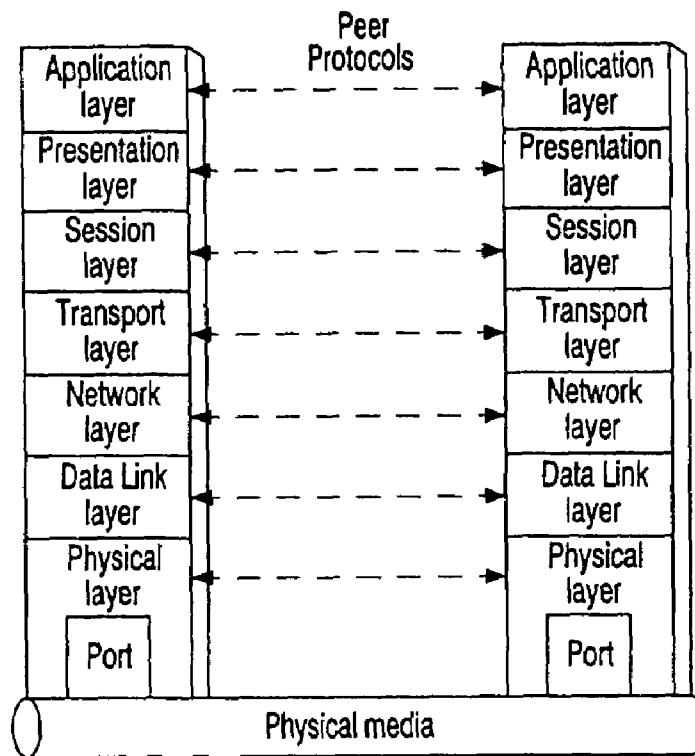 Peer
Protocols
Application
layer
Presentation
layer
Session
layer
Transport
layer
Network
layer
Data Link
layer
Physical
layer
Port
Application
layer
Presentation
layer
Session
layer
Transport
layer
Network
layer
Data Link
layer
Physical
layer
Port
Physical media